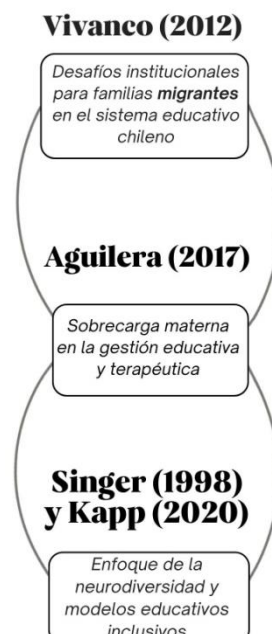 Vivanco (2012)
Desafíos institucionales
para familias migrantes
en el sistema educativo
chileno
Aguilera (2017)
Sobrecarga materna
en la gestión educativa
y terapéutica
Singer (1998)
y Kapp (2020)
Enfoque de la
neurodiversidad y
modelos educativos
inclusivos